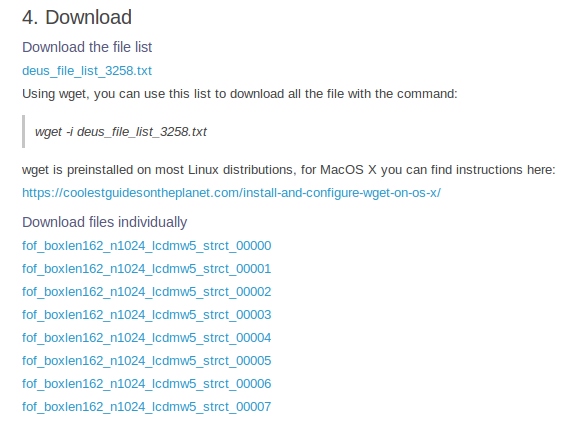 4. Download
Download the file list
deus_file_list_3258.txt
Using wget, you can use this list to download all the file with the command:
wget -i deus_file_list_3258.txt
wget is preinstalled on most Linux distributions, for MacOS X you can find instructions here:
https://coolestguidesontheplanet.com/install-and-configure-wget-on-os-x/
Download files individually
fof_boxlen162_n1024_lcdmw5_strct_00000
fof_boxlen162_n1024_lcdmw5_strct_00001
fof_boxlen162_n1024_lcdmw5_strct_00002
fof_boxlen162_n1024_lcdmw5_strct_00003
fof_boxlen162_n1024_lcdmw5_strct_00004
fof_boxlen162_n1024_lcdmw5_strct_00005
fof_boxlen162_n1024_lcdmw5_strct_00006
fof_boxlen162_n1024_lcdmw5_strct_00007